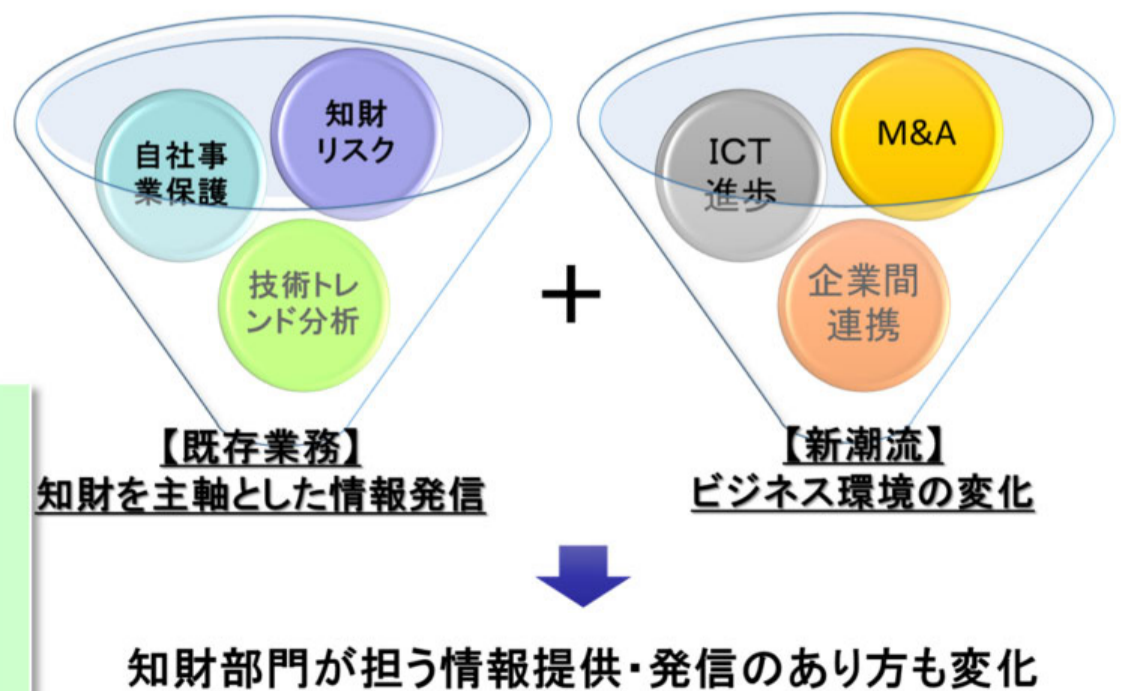 自社事
業保護
知財
リスク
技術トレ
ンド分析
+
ICT
進歩
M&A
企業間
連携
【既存業務】
知財を主軸とした情報発信
【新潮流】
ビジネス環境の変化
知財部門が担う情報提供・発信のあり方も変化